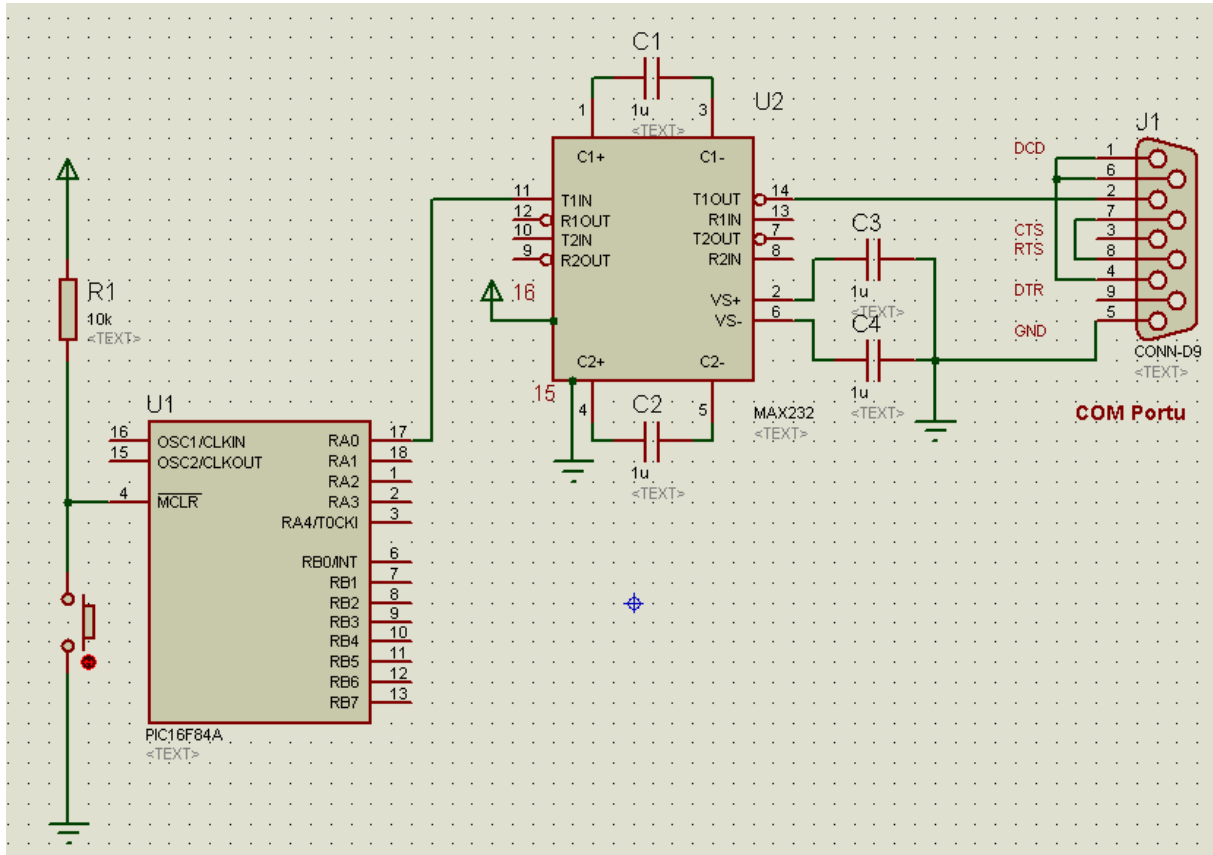 C1
1u
<TEXT>
1
3
U2
C1+
C1-
11
T1IN
12
R1OUT
10
T2IN
9
R2OUT
T1OUT
14
R1IN
13
T2OUT
7
R2IN
8
VS+
2
VS-
6
16
15
C2+
C2-
4
5
C2
1u
<TEXT>
MAX232
<TEXT>
C3
1u
<TEXT>
C4
1u
<TEXT>
J1
DCD
1
6
2
7
CTS
3
RTS
8
4
DTR
9
GND
5
CONN-D9
<TEXT>
COM Portu
R1
10k
<TEXT>
U1
16
OSC1/CLKIN
15
OSC2/CLKOUT
4
MCLR
RA0
17
RA1
18
RA2
1
RA3
2
RA4/T0CKI
3
RB0/INT
6
RB1
7
RB2
8
RB3
9
RB4
10
RB5
11
RB6
12
RB7
13
PIC16F84A
<TEXT>